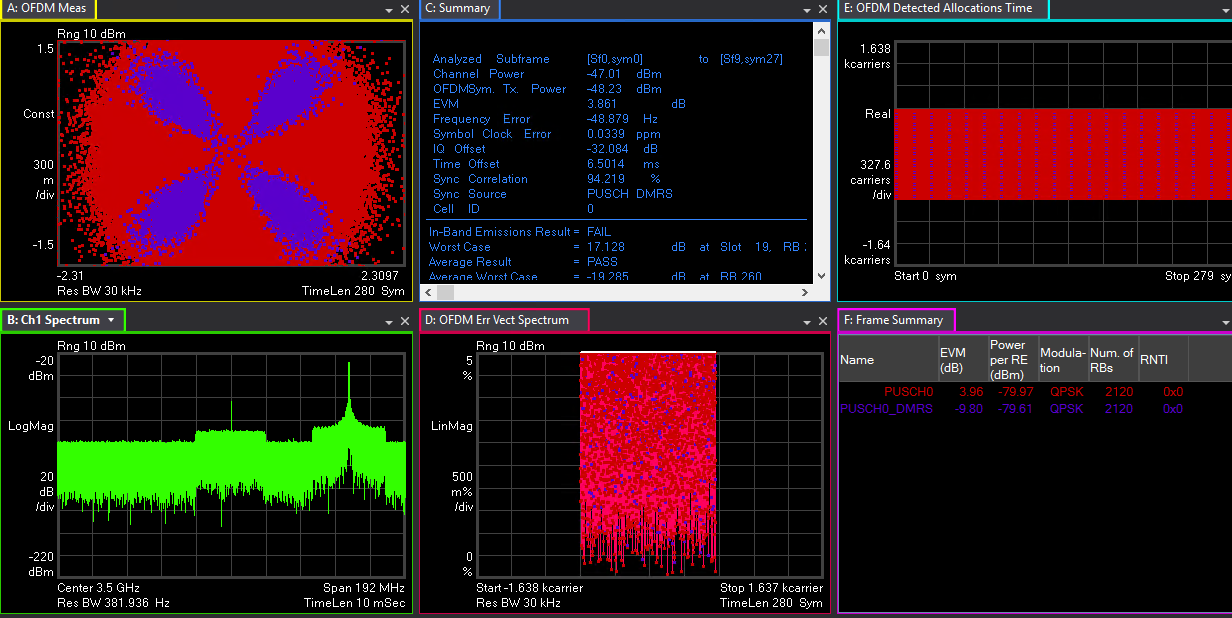 A: OFDM Meas
Rng 10 dBm
1.5
Const
300
m
/div
-1.5
-2.31 2.3097
Res BW 30 kHz TimeLen 280 Sym
C: Summary
Analyzed Subframe [Sf0,sym0] to [Sf9,sym27]
Channel Power -47.01 dBm
OFDMSym. Tx. Power -48.23 dBm
EVM 3.861 dB
Frequency Error -48.879 Hz
Symbol Clock Error 0.0339 ppm
IQ Offset -32.084 dB
Time Offset 6.5014 ms
Sync Correlation 94.219 %
Sync Source PUSCH DMRS
Cell ID 0
In-Band Emissions Result = FAIL
Worst Case = 17.128 dB at Slot 19, RB
Average Result = PASS
Average Worst Case = -19.285 dB at RB 260
E: OFDM Detected Allocations Time
1.638
kcarriers
Real
327.6
carriers
/div
-1.64
kcarriers
Start 0 sym Stop 279 sy
B: Ch1 Spectrum
Rng 10 dBm
-20
dBm
LogMag
20
dB
/div
-220
dBm
Center 3.5 GHz Span 192 MHz
Res BW 381.936 Hz TimeLen 10 mSec
D: OFDM Err Vect Spectrum
Rng 10 dBm
5
%
LinMag
500
m%
/div
0
%
Start -1.638 kcarrier Stop 1.637 kcarrier
Res BW 30 kHz TimeLen 280 Sym
F: Frame Summary
Name EVM (dB) Power per RE (dBm) Modula-tion Num. of RBs RNTI
PUSCH0 3.96 -79.97 QPSK 2120 0x0
PUSCH0_DMRS -9.80 -79.61 QPSK 2120 0x0